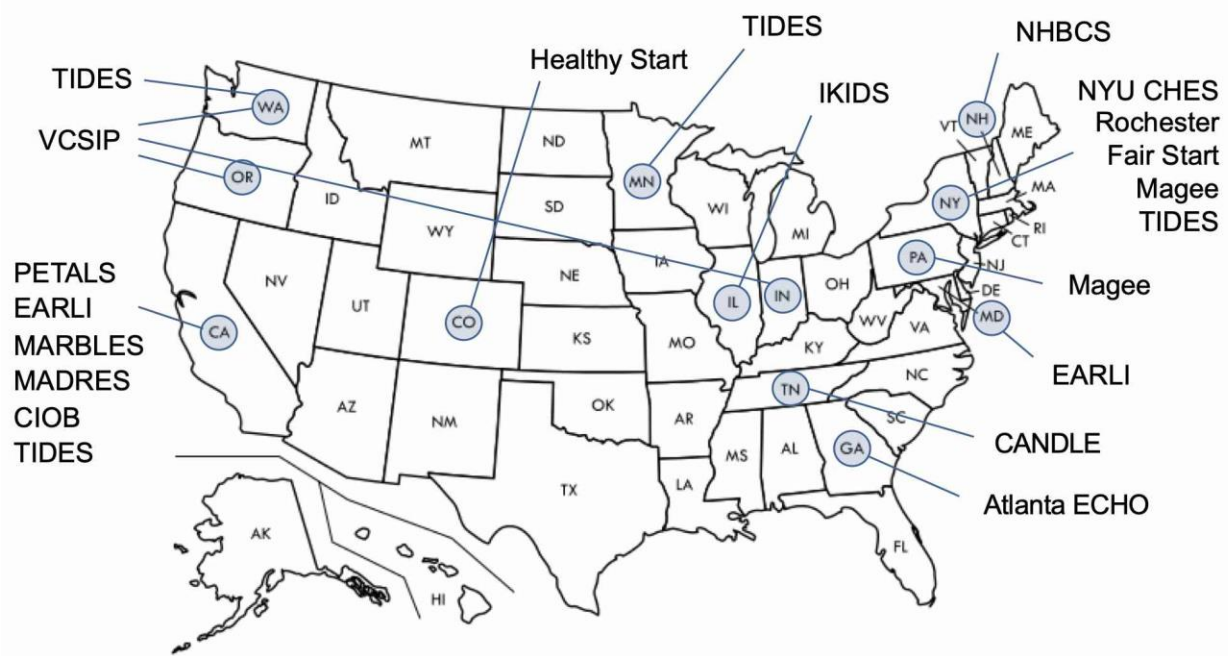 TIDES
NHBCS
Healthy Start
TIDES
IKIDS
NYU CHES
Rochester
Fair Start
Magee
TIDES
VCSIP
WA
MT
ND
MN
VT
NH
ME
OR
ID
SD
WI
MI
NY
MA
RI
CT
WY
NE
IA
PA
NJ
Magee
PETALS
EARLI
MARBLES
MADRES
CIOB
TIDES
NV
UT
CO
IL
IN
OH
DE
MD
CA
KS
MO
KY
WV
VA
EARLI
AZ
NM
OK
AR
TN
NC
SC
CANDLE
TX
LA
MS
AL
GA
Atlanta ECHO
AK
HI
FL